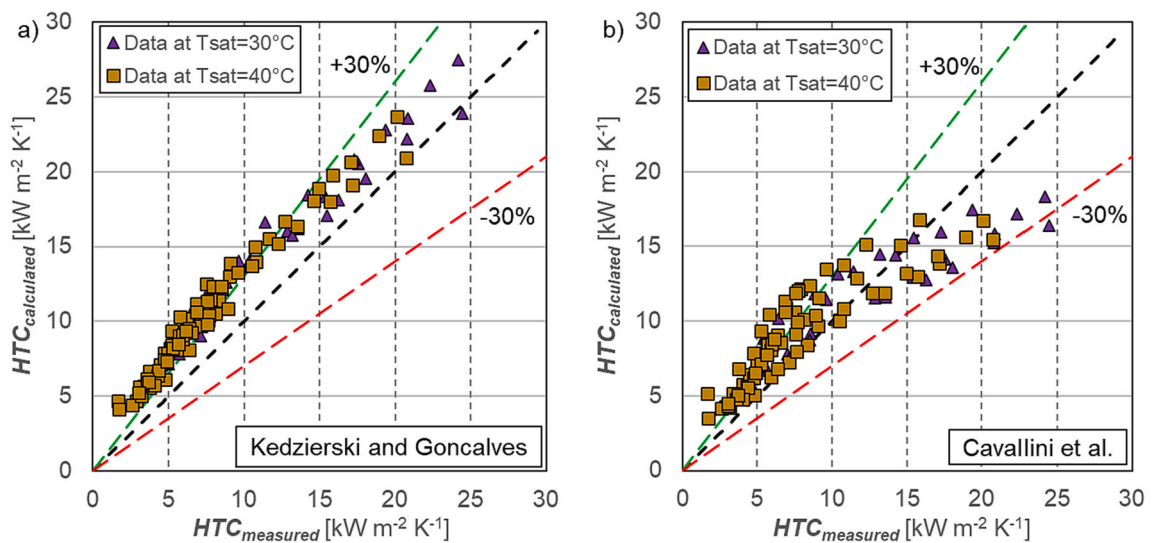 a)
Data at Tsat=30°C
Data at Tsat=40°C
+30%
-30%
Kedzierski and Goncalves
30
25
20
15
10
5
0
0 5 10 15 20 25 30
HTCcalculated [kW m-2 K-1]
HTCmeasured [kW m-2 K-1]
b)
Data at Tsat=30°C
Data at Tsat=40°C
+30%
-30%
Cavallini et al.
30
25
20
15
10
5
0
0 5 10 15 20 25 30
HTCcalculated [kW m-2 K-1]
HTCmeasured [kW m-2 K-1]